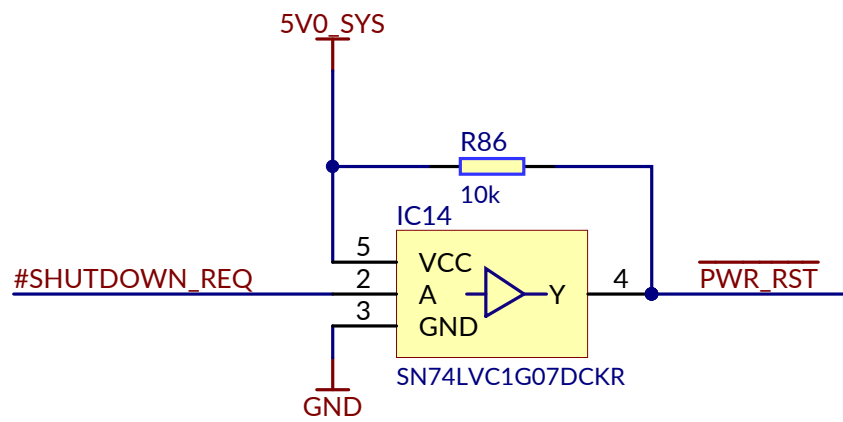 5V0_SYS
R86
10k
IC14
5
VCC
#SHUTDOWN_REQ
2
A
Y
4
PWR_RST
3
GND
SN74LVC1G07DCKR
GND